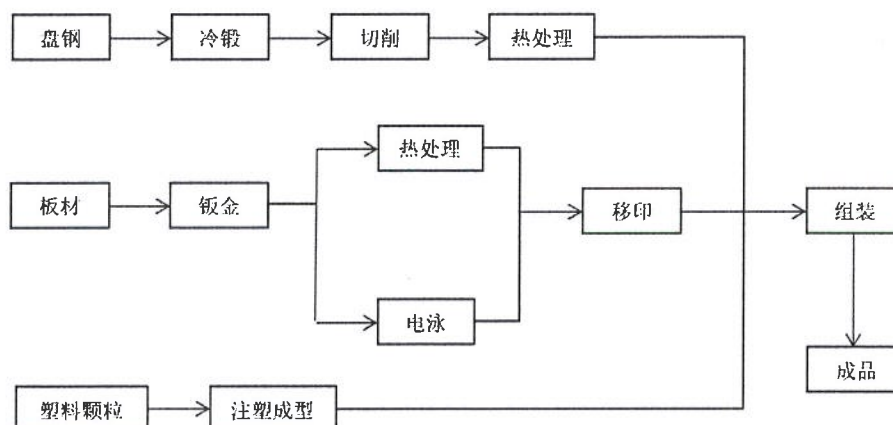 盘钢
冷锻
切削
热处理
热处理
板材
钣金
移印
组装
电泳
成品
塑料颗粒
注塑成型